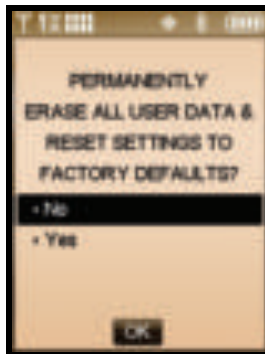 PERMANENTLY
ERASE ALL USER DATA &
RESET SETTINGS TO
FACTORY DEFAULTS?
• No
• Yes
OK